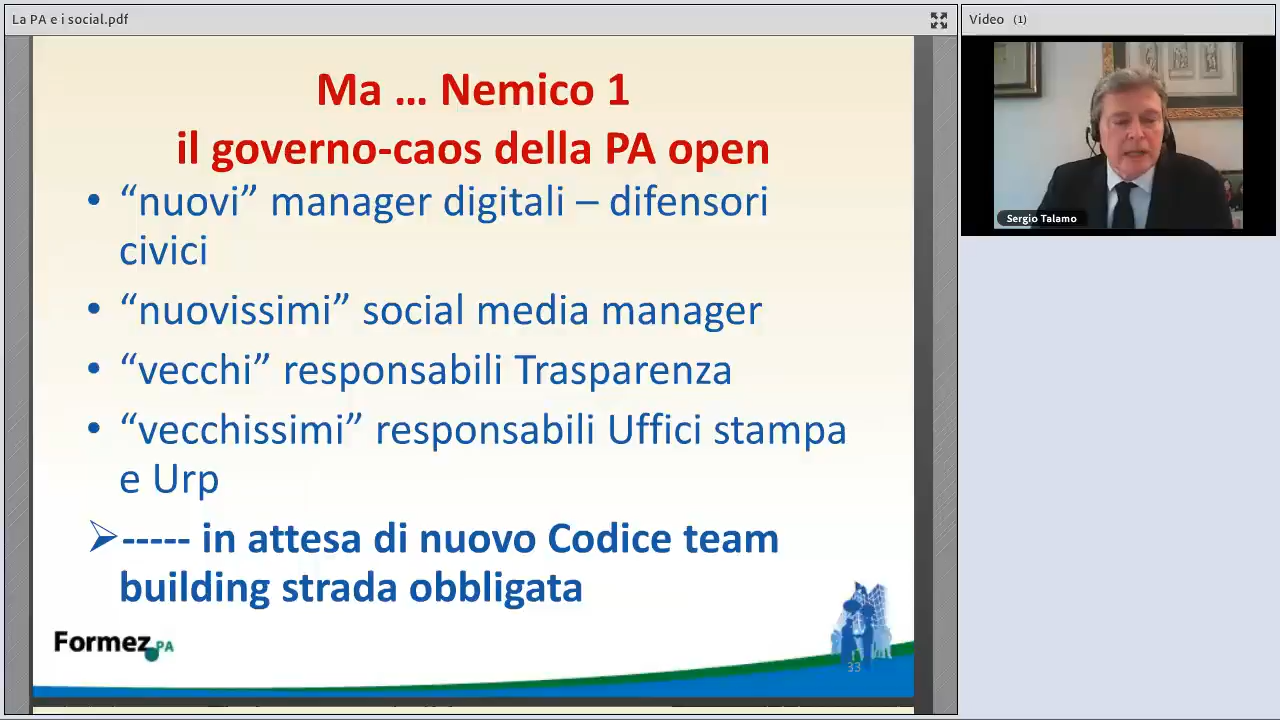 La PA e i social.pdf
Video (1)
Ma … Nemico 1
il governo-caos della PA open
• “nuovi” manager digitali – difensori
civici
• “nuovissimi” social media manager
• “vecchi” responsabili Trasparenza
• “vecchissimi” responsabili Uffici stampa
e Urp
----- in attesa di nuovo Codice team
building strada obbligata
Formez PA
33
Sergio Talamo